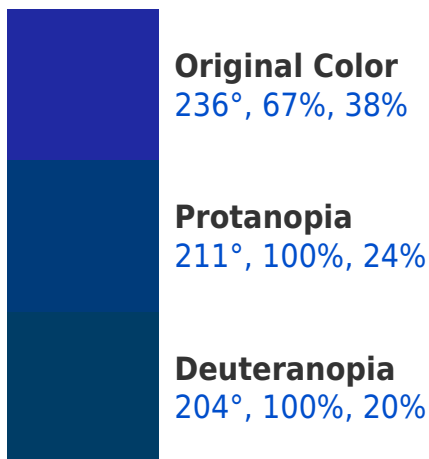 Original Color
236°, 67%, 38%
Protanopia
211°, 100%, 24%
Deuteranopia
204°, 100%, 20%